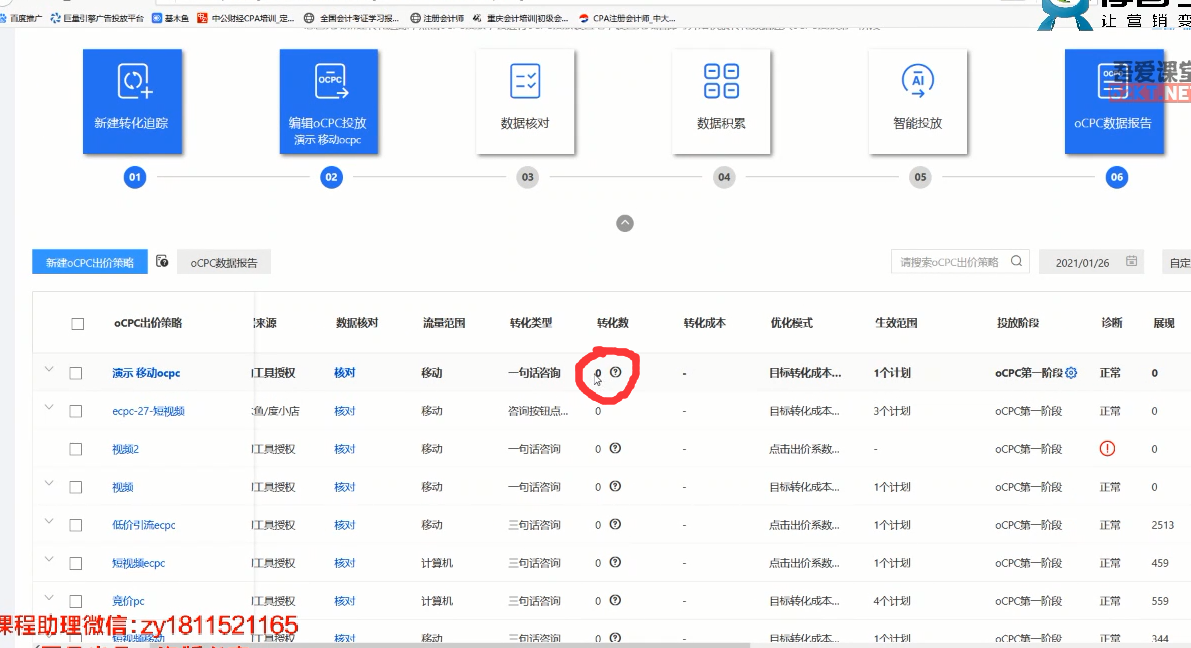 百度推广 巨量引擎广告投放平台 基木鱼 中公财经CPA培训_定... 全国会计考证学习报... 注册会计师 重庆会计培训|初级会... CPA注册会计师_中大...
让营销变
吾爱课堂
新建转化追踪
OCPC
编辑oCPC投放
演示 移动ocpc
数据核对
数据积累
AI
智能投放
oCPC数据报告
01 02 03 04 05 06
新建oCPC出价策略 oCPC数据报告 请搜索oCPC出价策略 2021/01/26 自定
oCPC出价策略 来源 数据核对 流量范围 转化类型 转化数 转化成本 优化模式 生效范围 投放阶段 诊断 展现
演示 移动ocpc 工具授权 核对 移动 一句话咨询 0 - 目标转化成本... 1个计划 oCPC第一阶段 正常 0
ecpc-27-短视频 鱼/度小店 核对 移动 咨询按钮点... 0 - 目标转化成本... 3个计划 oCPC第一阶段 正常 0
视频2 工具授权 核对 移动 一句话咨询 0 - 点击出价系数... - oCPC第一阶段 0
视频 工具授权 核对 移动 一句话咨询 0 - 目标转化成本... 1个计划 oCPC第一阶段 正常 0
低价引流ecpc 工具授权 核对 移动 三句话咨询 0 - 点击出价系数... 1个计划 oCPC第一阶段 正常 2513
短视频ecpc 工具授权 核对 计算机 三句话咨询 0 - 点击出价系数... 1个计划 oCPC第一阶段 正常 459
竞价pc 工具授权 核对 计算机 三句话咨询 0 - 目标转化成本... 4个计划 oCPC第一阶段 正常 559
课程助理微信:zy1811521165
短视频移动 工具授权 核对 移动 三句话咨询 0 - 目标转化成本... 1个计划 oCPC第一阶段 正常 344